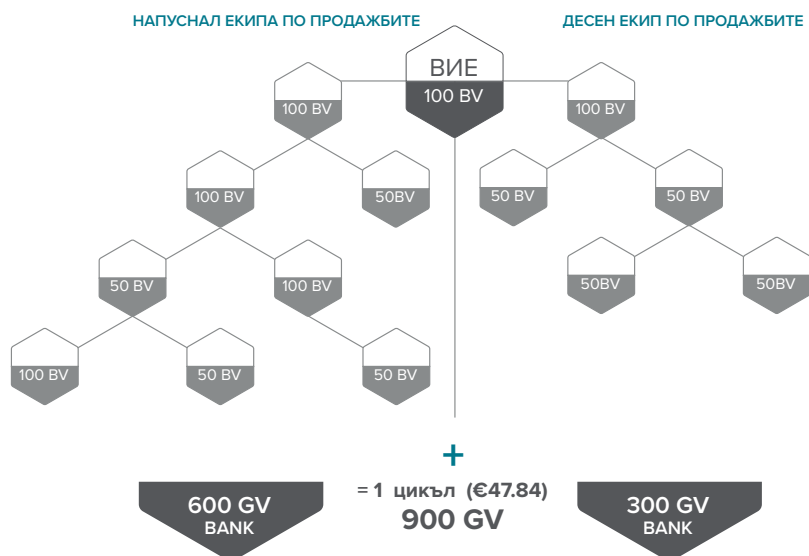 НАПУСНАЛ ЕКИПА ПО ПРОДАЖБИТЕ
ДЕСЕН ЕКИП ПО ПРОДАЖБИТЕ
ВИЕ
100 BV
100 BV
100 BV
100 BV
50BV
50 BV
50 BV
50 BV
100 BV
50BV
50BV
100 BV
50 BV
50 BV
+
600 GV
BANK
= 1 цикъл (€47.84)
900 GV
300 GV
BANK